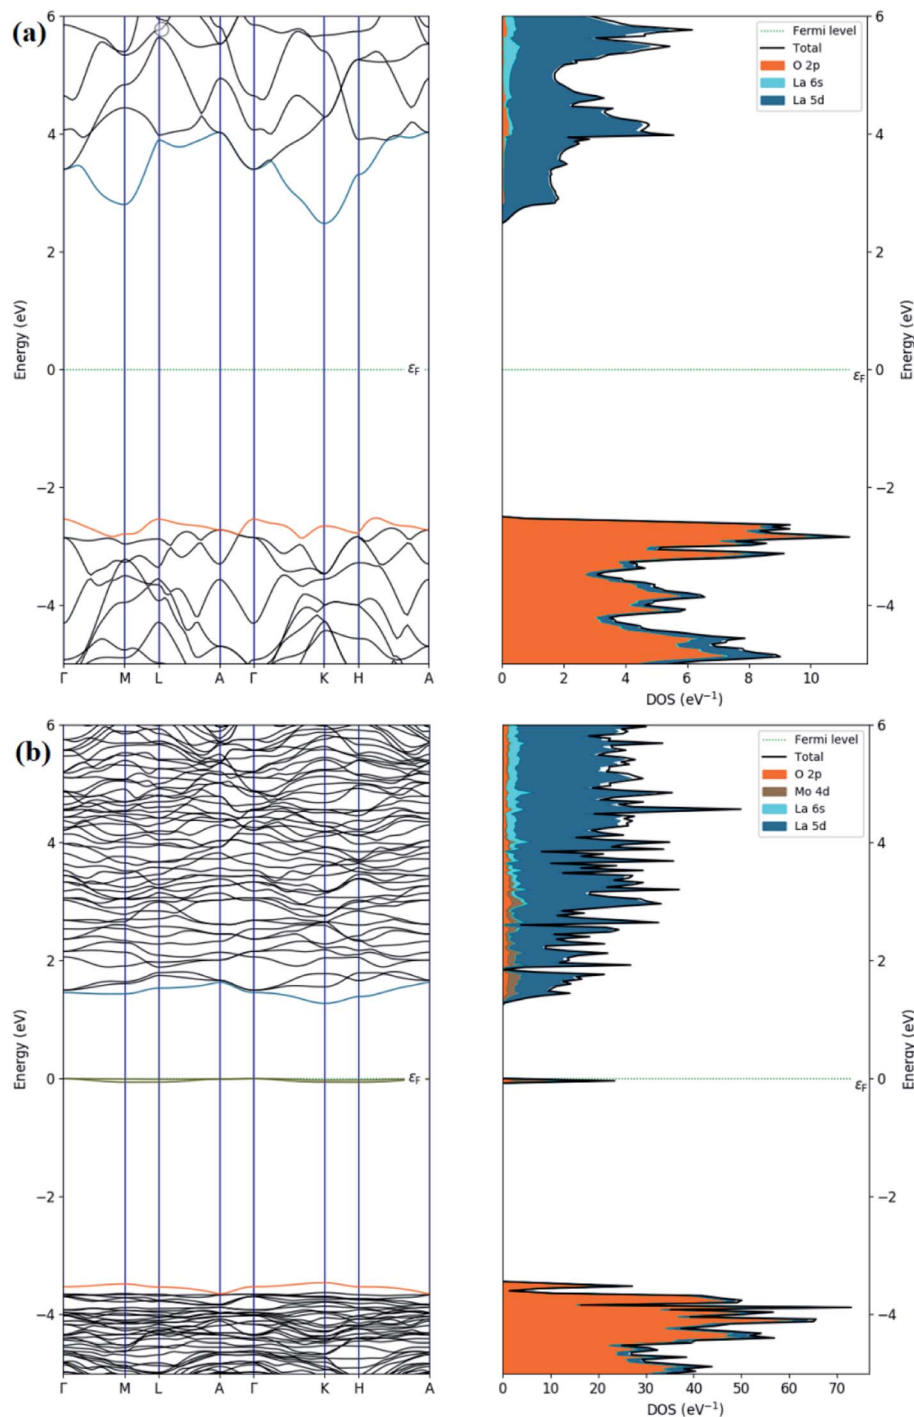 (a)
6
4
2
0
−2
−4
Energy (eV)
εF
Γ M L A Γ K H A
Fermi level
Total
O 2p
La 6s
La 5d
6
4
2
0
−2
−4
Energy (eV)
εF
0 2 4 6 8 10
DOS (eV⁻¹)
(b)
6
4
2
0
−2
−4
Energy (eV)
εF
Γ M L A Γ K H A
Fermi level
Total
O 2p
Mo 4d
La 6s
La 5d
6
4
2
0
−2
−4
Energy (eV)
εF
0 10 20 30 40 50 60 70
DOS (eV⁻¹)